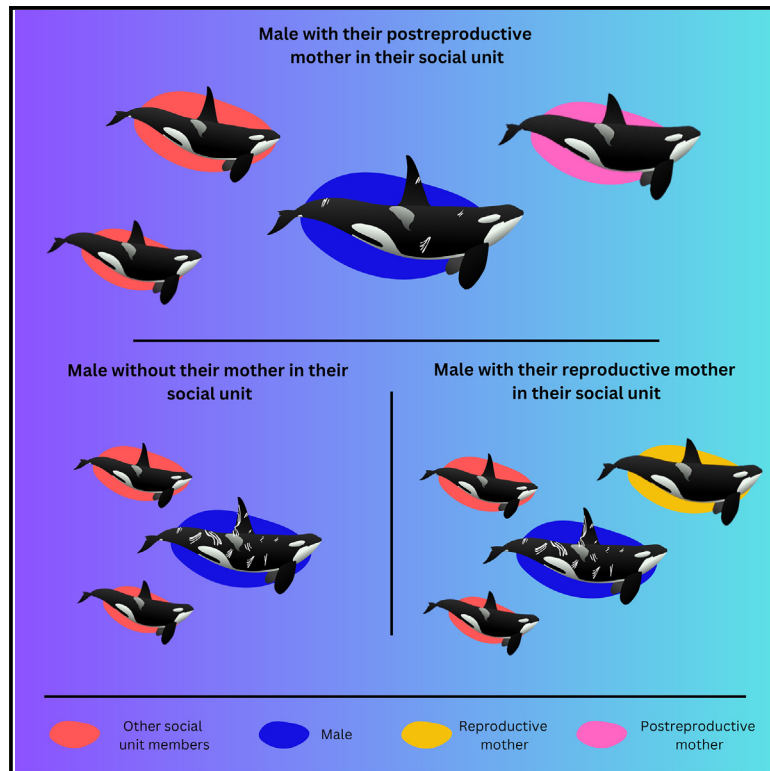 Male with their postreproductive
mother in their social unit
Male without their mother in their
social unit
Male with their reproductive mother
in their social unit
Other social
unit members
Male
Reproductive
mother
Postreproductive
mother